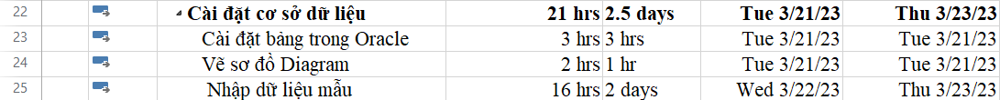 22 Cài đặt cơ sở dữ liệu 21 hrs 2.5 days Tue 3/21/23 Thu 3/23/23
23 Cài đặt bảng trong Oracle 3 hrs 3 hrs Tue 3/21/23 Tue 3/21/23
24 Vẽ sơ đồ Diagram 2 hrs 1 hr Tue 3/21/23 Tue 3/21/23
25 Nhập dữ liệu mẫu 16 hrs 2 days Wed 3/22/23 Thu 3/23/23